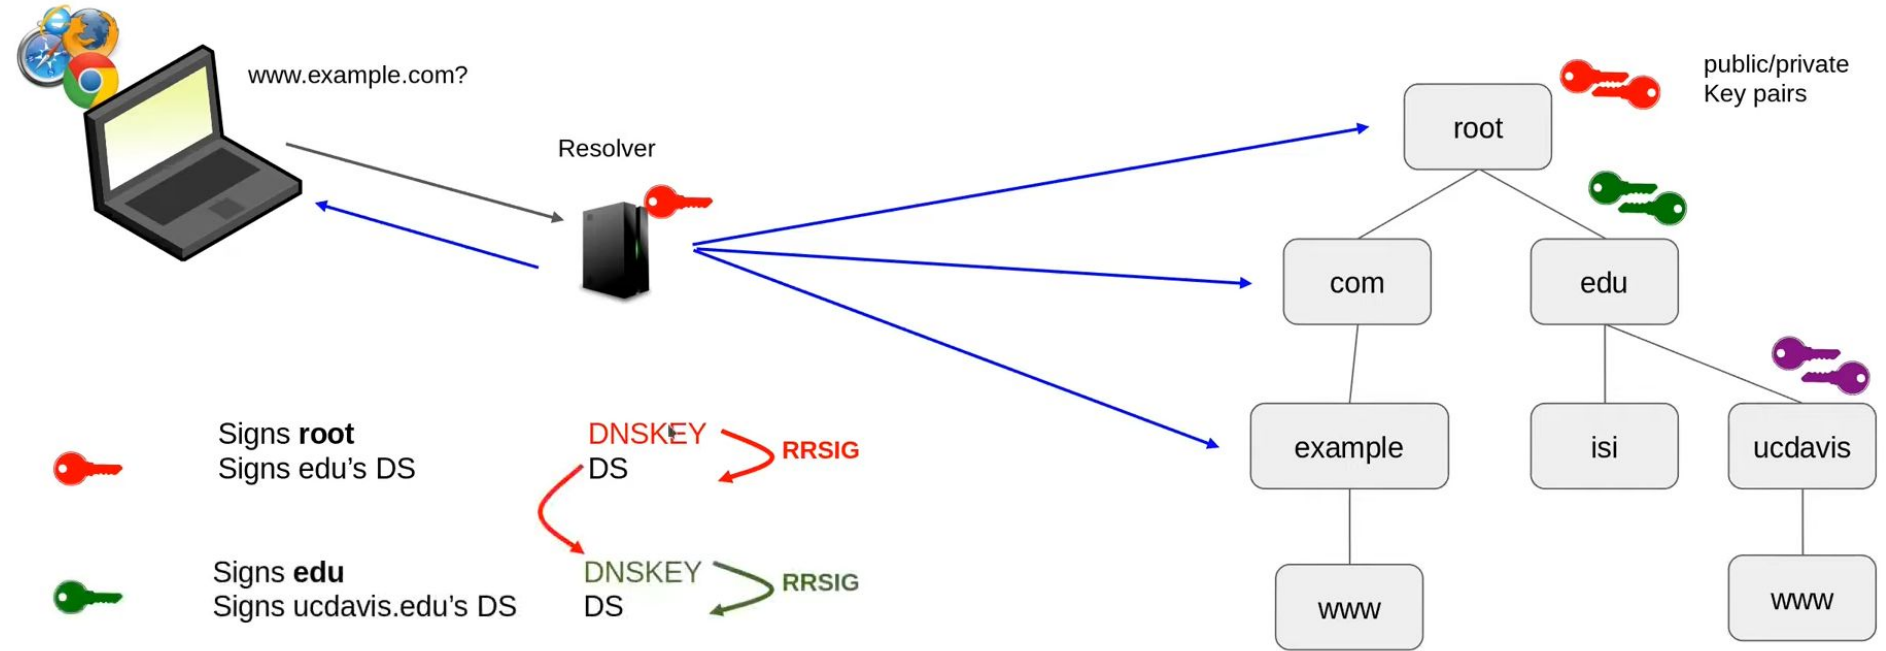 www.example.com?
Resolver
public/private
Key pairs
root
com
edu
example
isi
ucdavis
www
www
Signs root
Signs edu's DS
DNSKEY
DS
RRSIG
Signs edu
Signs ucdavis.edu's DS
DNSKEY
DS
RRSIG